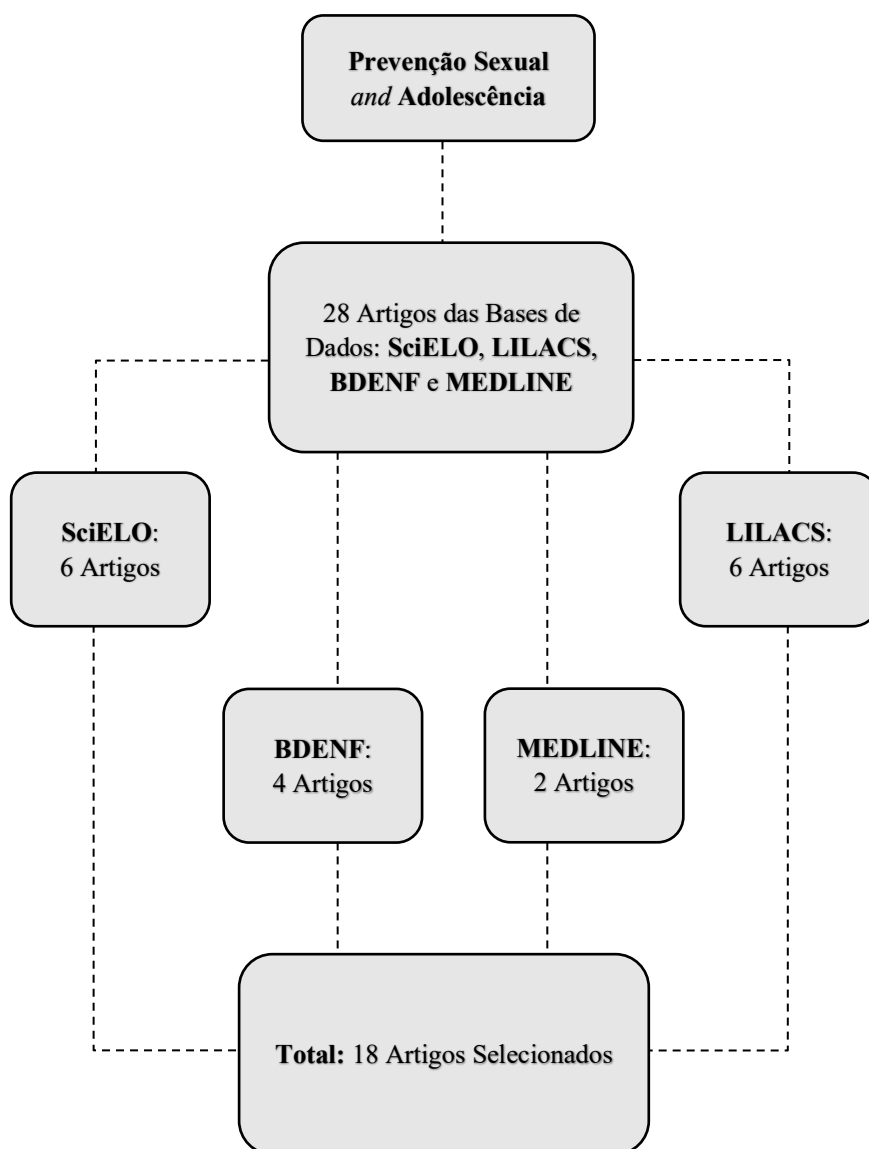 Prevenção Sexual
and Adolescência
28 Artigos das Bases de
Dados: SciELO, LILACS,
BDENF e MEDLINE
SciELO:
6 Artigos
LILACS:
6 Artigos
BDENF:
4 Artigos
MEDLINE:
2 Artigos
Total: 18 Artigos Selecionados